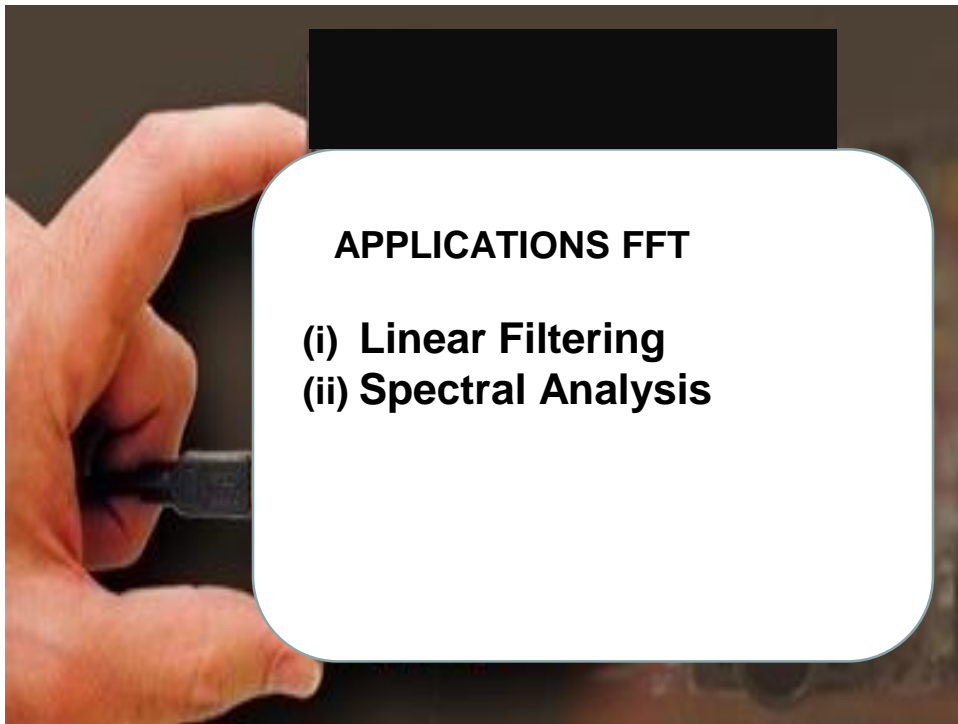 APPLICATIONS FFT
(i) Linear Filtering
(ii) Spectral Analysis